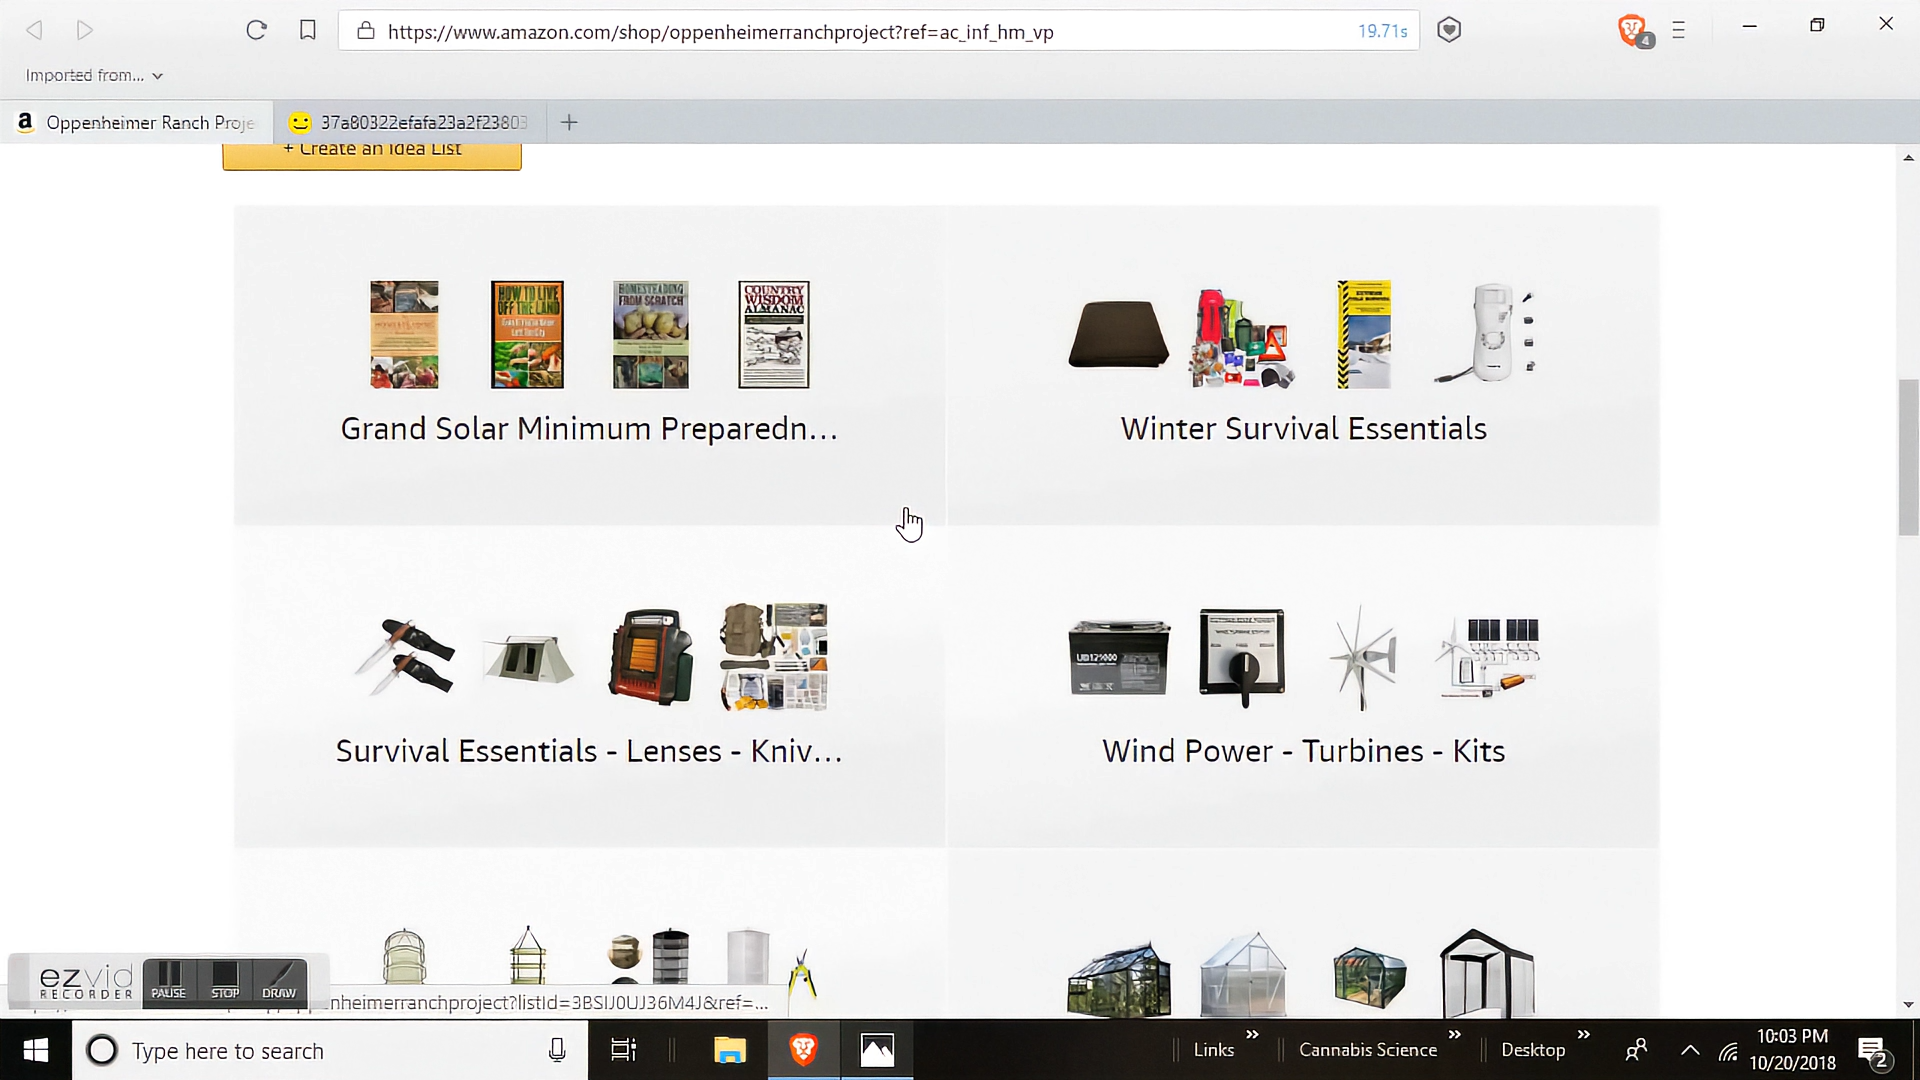 https://www.amazon.com/shop/oppenheimerranchproject?ref=ac_inf_hm_vp
19.71s
4
Imported from...
Oppenheimer Ranch Proje
37a80322efafa23a2f23803
+ Create an Idea List
HOW TO LIVE
OFF THE LAND
HOMESTEADING
FROM SCRATCH
COUNTRY
WISDOM
ALMANAC
Grand Solar Minimum Preparedn...
Winter Survival Essentials
Survival Essentials - Lenses - Kniv...
Wind Power - Turbines - Kits
ezvid
RECORDER
PAUSE
STOP
DRAW
nheimerranchproject?listId=3BSIJ0UJ36M4J&ref=...
Type here to search
Links
Cannabis Science
Desktop
10:03 PM
10/20/2018
2